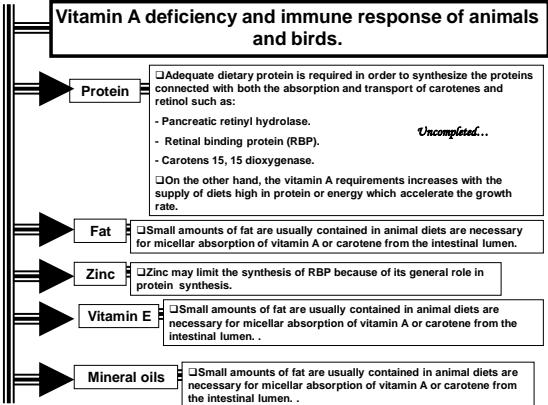 Vitamin A deficiency and immune response of animals
and birds.
Protein
❑Adequate dietary protein is required in order to synthesize the proteins
connected with both the absorption and transport of carotenes and
retinol such as:
- Pancreatic retinyl hydrolase.
- Retinal binding protein (RBP).
- Carotens 15, 15 dioxygenase.
Uncompleted...
❑On the other hand, the vitamin A requirements increases with the
supply of diets high in protein or energy which accelerate the growth
rate.
Fat
❑Small amounts of fat are usually contained in animal diets are necessary
for micellar absorption of vitamin A or carotene from the intestinal lumen.
Zinc
❑Zinc may limit the synthesis of RBP because of its general role in
protein synthesis.
Vitamin E
❑Small amounts of fat are usually contained in animal diets are
necessary for micellar absorption of vitamin A or carotene from the
intestinal lumen. .
Mineral oils
❑Small amounts of fat are usually contained in animal diets are
necessary for micellar absorption of vitamin A or carotene from
the intestinal lumen. .